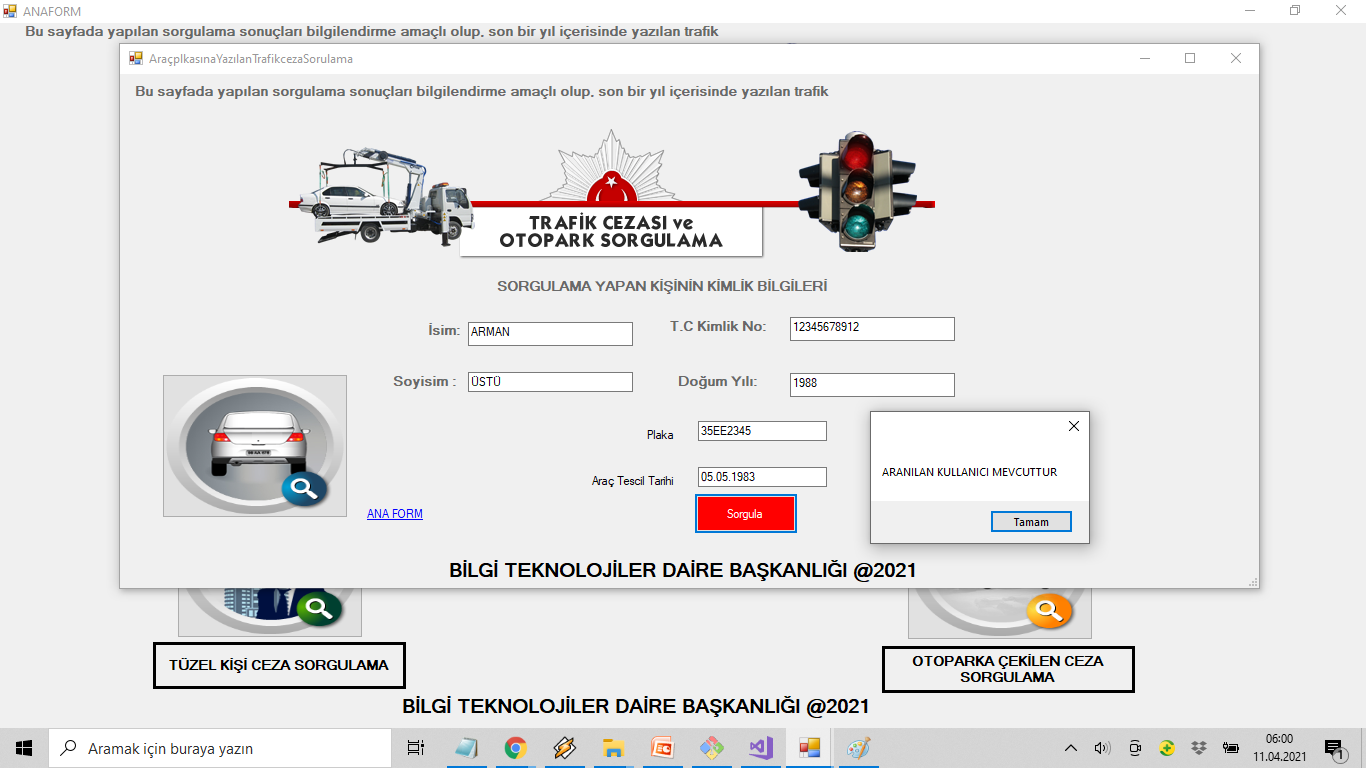 ANAFORM
Bu sayfada yapılan sorgulama sonuçları bilgilendirme amaçlı olup, son bir yıl içerisinde yazılan trafik
AraçplkasınaYazılanTrafikcezaSorulama
Bu sayfada yapılan sorgulama sonuçları bilgilendirme amaçlı olup, son bir yıl içerisinde yazılan trafik
TRAFİK CEZASI ve
OTOPARK SORGULAMA
SORGULAMA YAPAN KİŞİNİN KİMLİK BİLGİLERİ
İsim: ARMAN T.C Kimlik No: 12345678912
Soyisim : ÜSTÜ Doğum Yılı: 1988
Plaka 35EE2345
ARANILAN KULLANICI MEVCUTTUR
Araç Tescil Tarihi 05.05.1983
ANA FORM Sorgula Tamam
BİLGİ TEKNOLOJİLER DAİRE BAŞKANLIĞI @2021
TÜZEL KİŞİ CEZA SORGULAMA
OTOPARKA ÇEKİLEN CEZA
SORGULAMA
BİLGİ TEKNOLOJİLER DAİRE BAŞKANLIĞI @2021
Aramak için buraya yazın
06:00
11.04.2021
1